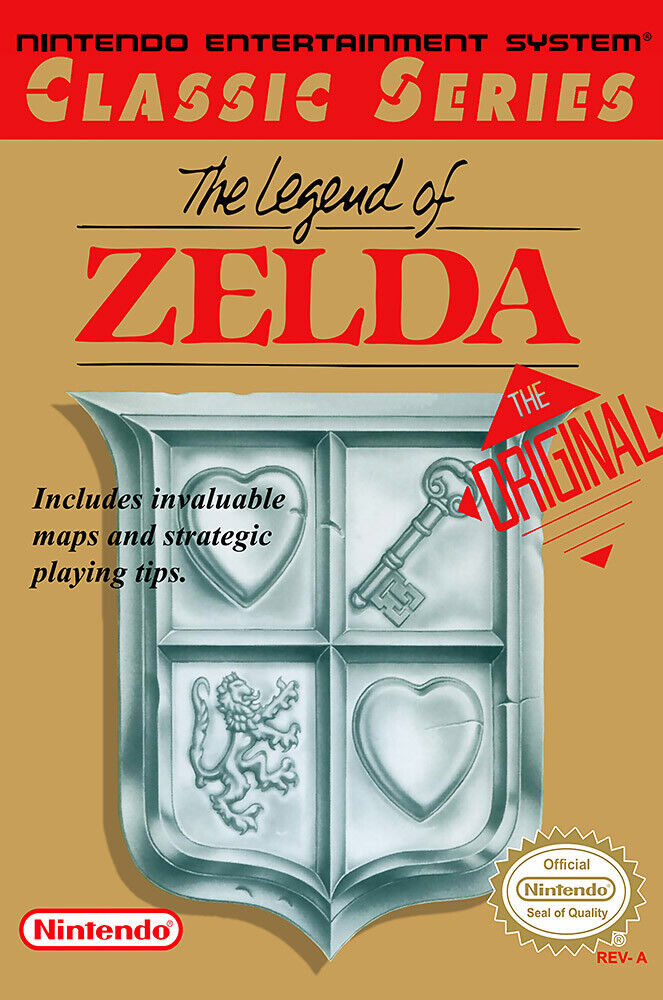 NINTENDO ENTERTAINMENT SYSTEM®
CLASSIC SERIES
The Legend of
ZELDA
THE
ORIGINAL
Includes invaluable
maps and strategic
playing tips.
Nintendo®
Official
Nintendo®
Seal of Quality
®
REV- A